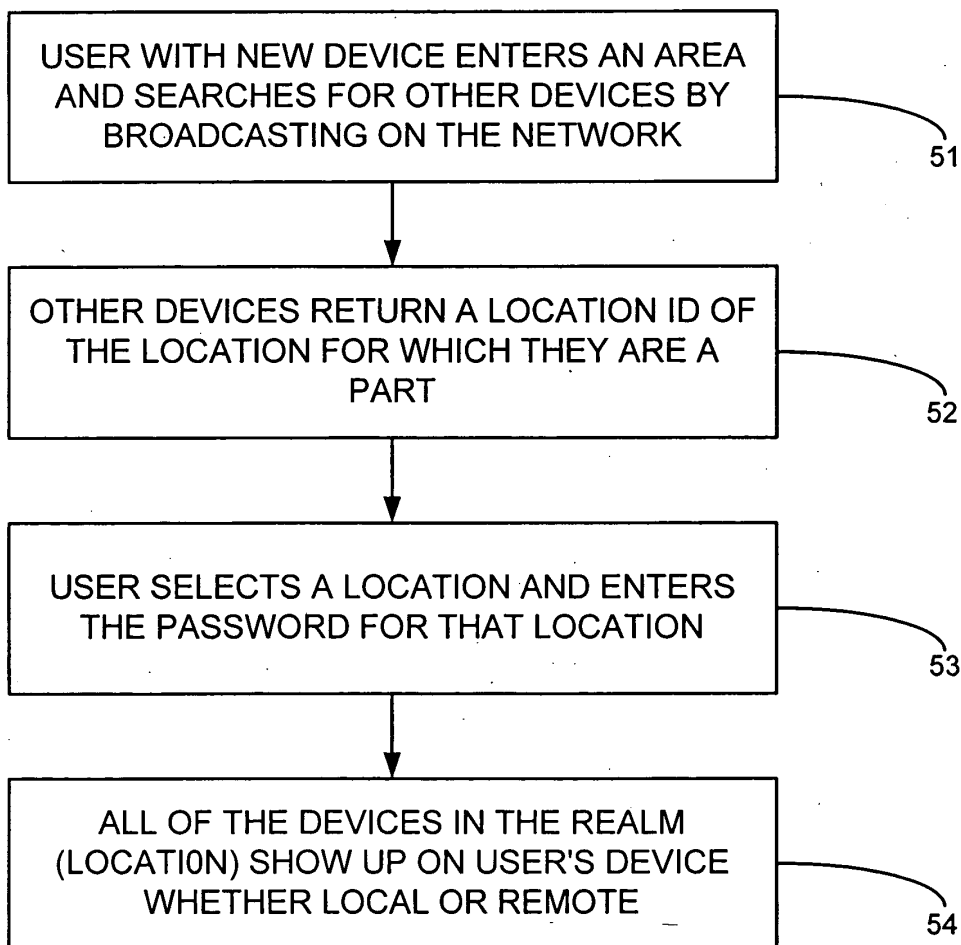 USER WITH NEW DEVICE ENTERS AN AREA
AND SEARCHES FOR OTHER DEVICES BY
BROADCASTING ON THE NETWORK
51
OTHER DEVICES RETURN A LOCATION ID OF
THE LOCATION FOR WHICH THEY ARE A
PART
52
USER SELECTS A LOCATION AND ENTERS
THE PASSWORD FOR THAT LOCATION
53
ALL OF THE DEVICES IN THE REALM
(LOCATI0N) SHOW UP ON USER'S DEVICE
WHETHER LOCAL OR REMOTE
54